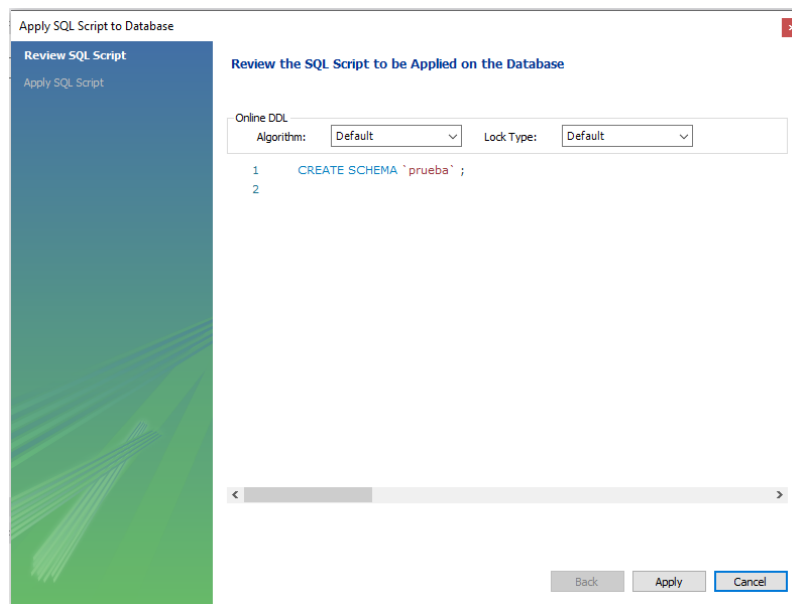 Apply SQL Script to Database
Review SQL Script
Apply SQL Script
Review the SQL Script to be Applied on the Database
Online DDL
Algorithm: Default Lock Type: Default
1 CREATE SCHEMA `prueba` ;
2
Back Apply Cancel